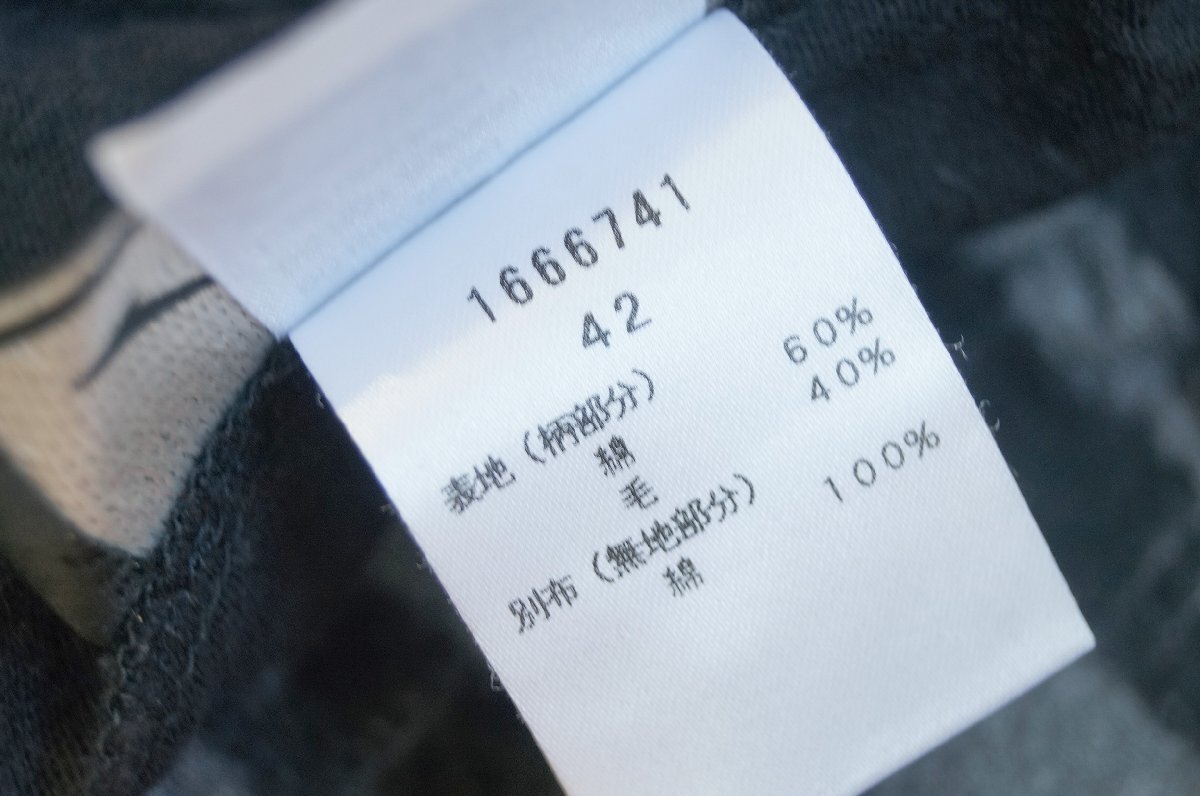 1666741
42
表地(柄部分)
綿 60%
毛 40%
別布(無地部分)
綿 100%